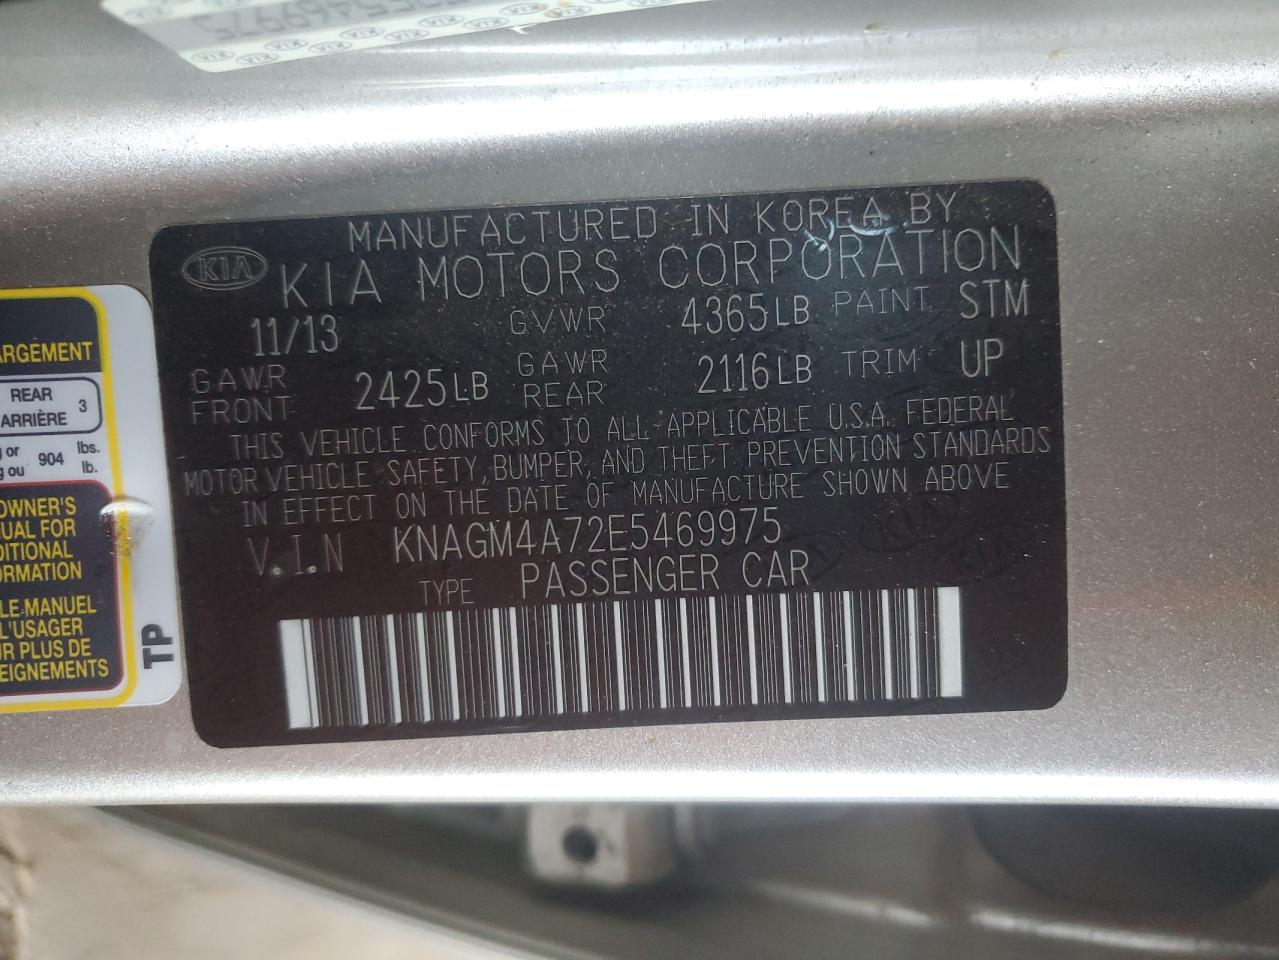 KIA
MANUFACTURED IN KOREA BY
KIA MOTORS CORPORATION
11/13 GVWR 4365LB PAINT STM
GAWR FRONT 2425LB GAWR REAR 2116LB TRIM UP
THIS VEHICLE CONFORMS TO ALL APPLICABLE U.S.A. FEDERAL
MOTOR VEHICLE SAFETY, BUMPER, AND THEFT PREVENTION STANDARDS
IN EFFECT ON THE DATE OF MANUFACTURE SHOWN ABOVE
V.I.N KNAGM4A72E5469975
TYPE PASSENGER CAR
ARGEMENT
REAR
ARRIÈRE 3
or 904 lbs.
ou lb.
OWNER'S
UAL FOR
DITIONAL
ORMATION
LE MANUEL
L'USAGER
UR PLUS DE
EIGNEMENTS
TP